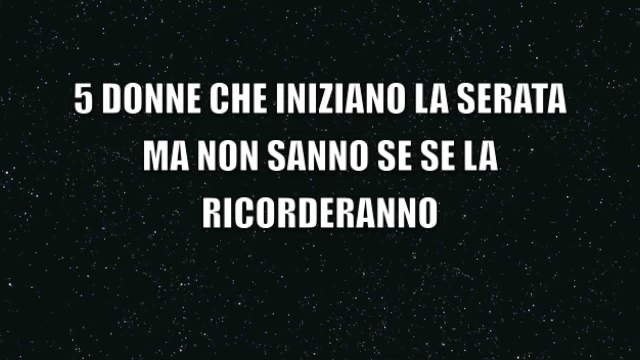 5 DONNE CHE INIZIANO LA SERATA
MA NON SANNO SE SE LA
RICORDERANNO